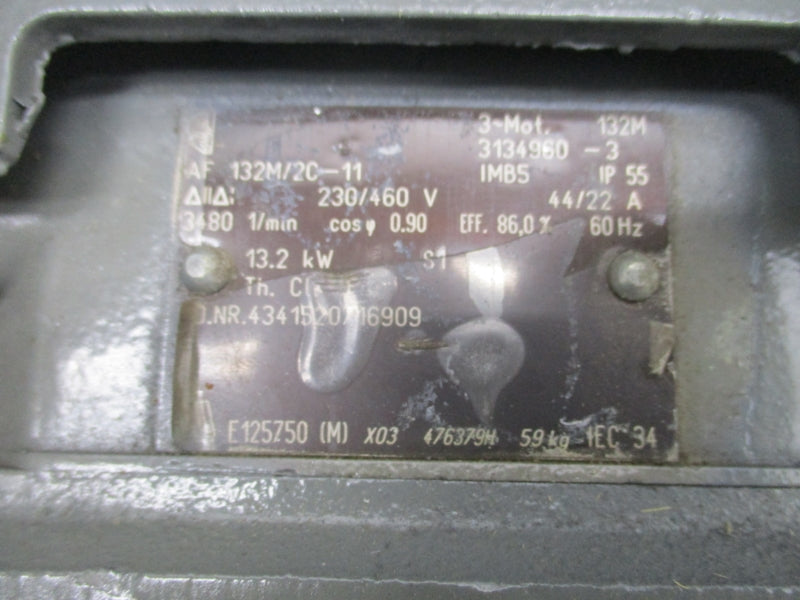 3~Mot. 132M
3134960 -3
AF 132M/2C-11 IMB5 IP 55
ΔIIΔ: 230/460 V 44/22 A
3480 1/min cosφ 0.90 EFF. 86,0 % 60 Hz
13.2 kW S1
Th. Cl
.NR.4341520716909
E125750 (M) X03 476379H 59 kg IEC 34